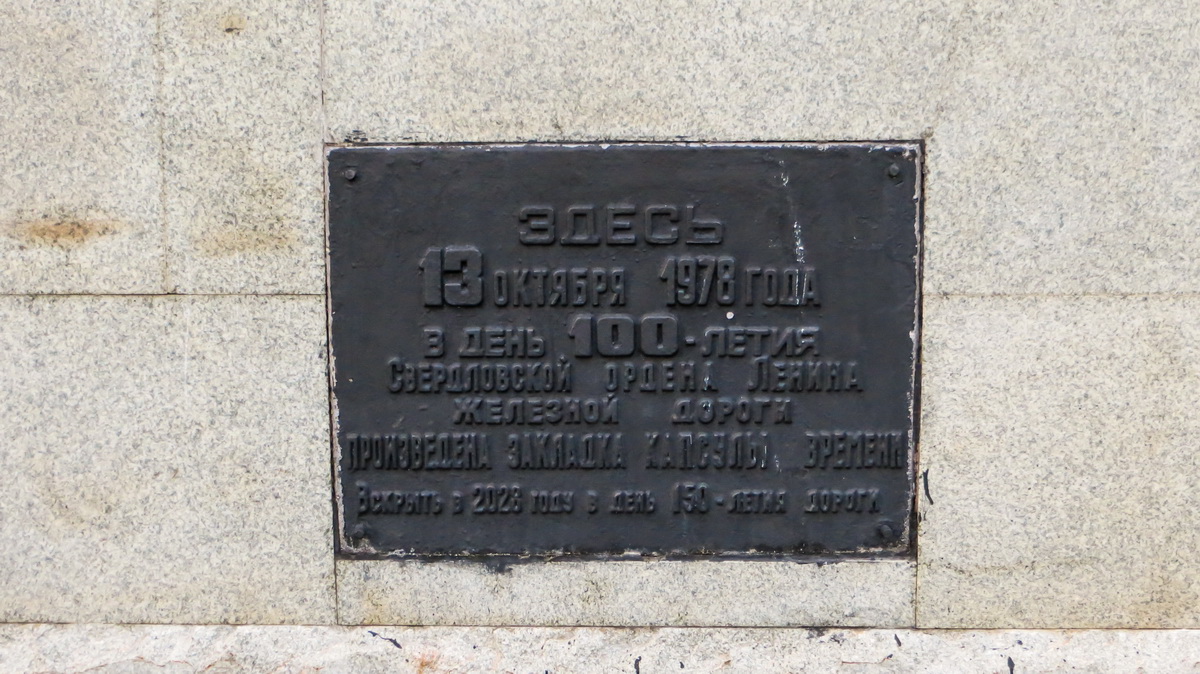 ЗДЕСЬ
13 ОКТЯБРЯ 1978 ГОДА
В ДЕНЬ 100-ЛЕТИЯ
СВЕРДЛОВСКОЙ ОРДЕНА ЛЕНИНА
ЖЕЛЕЗНОЙ ДОРОГИ
ПРОИЗВЕДЕНА ЗАКЛАДКА КАПСУЛЫ ВРЕМЕНИ
ВСКРЫТЬ В 2028 ГОДУ В ДЕНЬ 150-ЛЕТИЯ ДОРОГИ